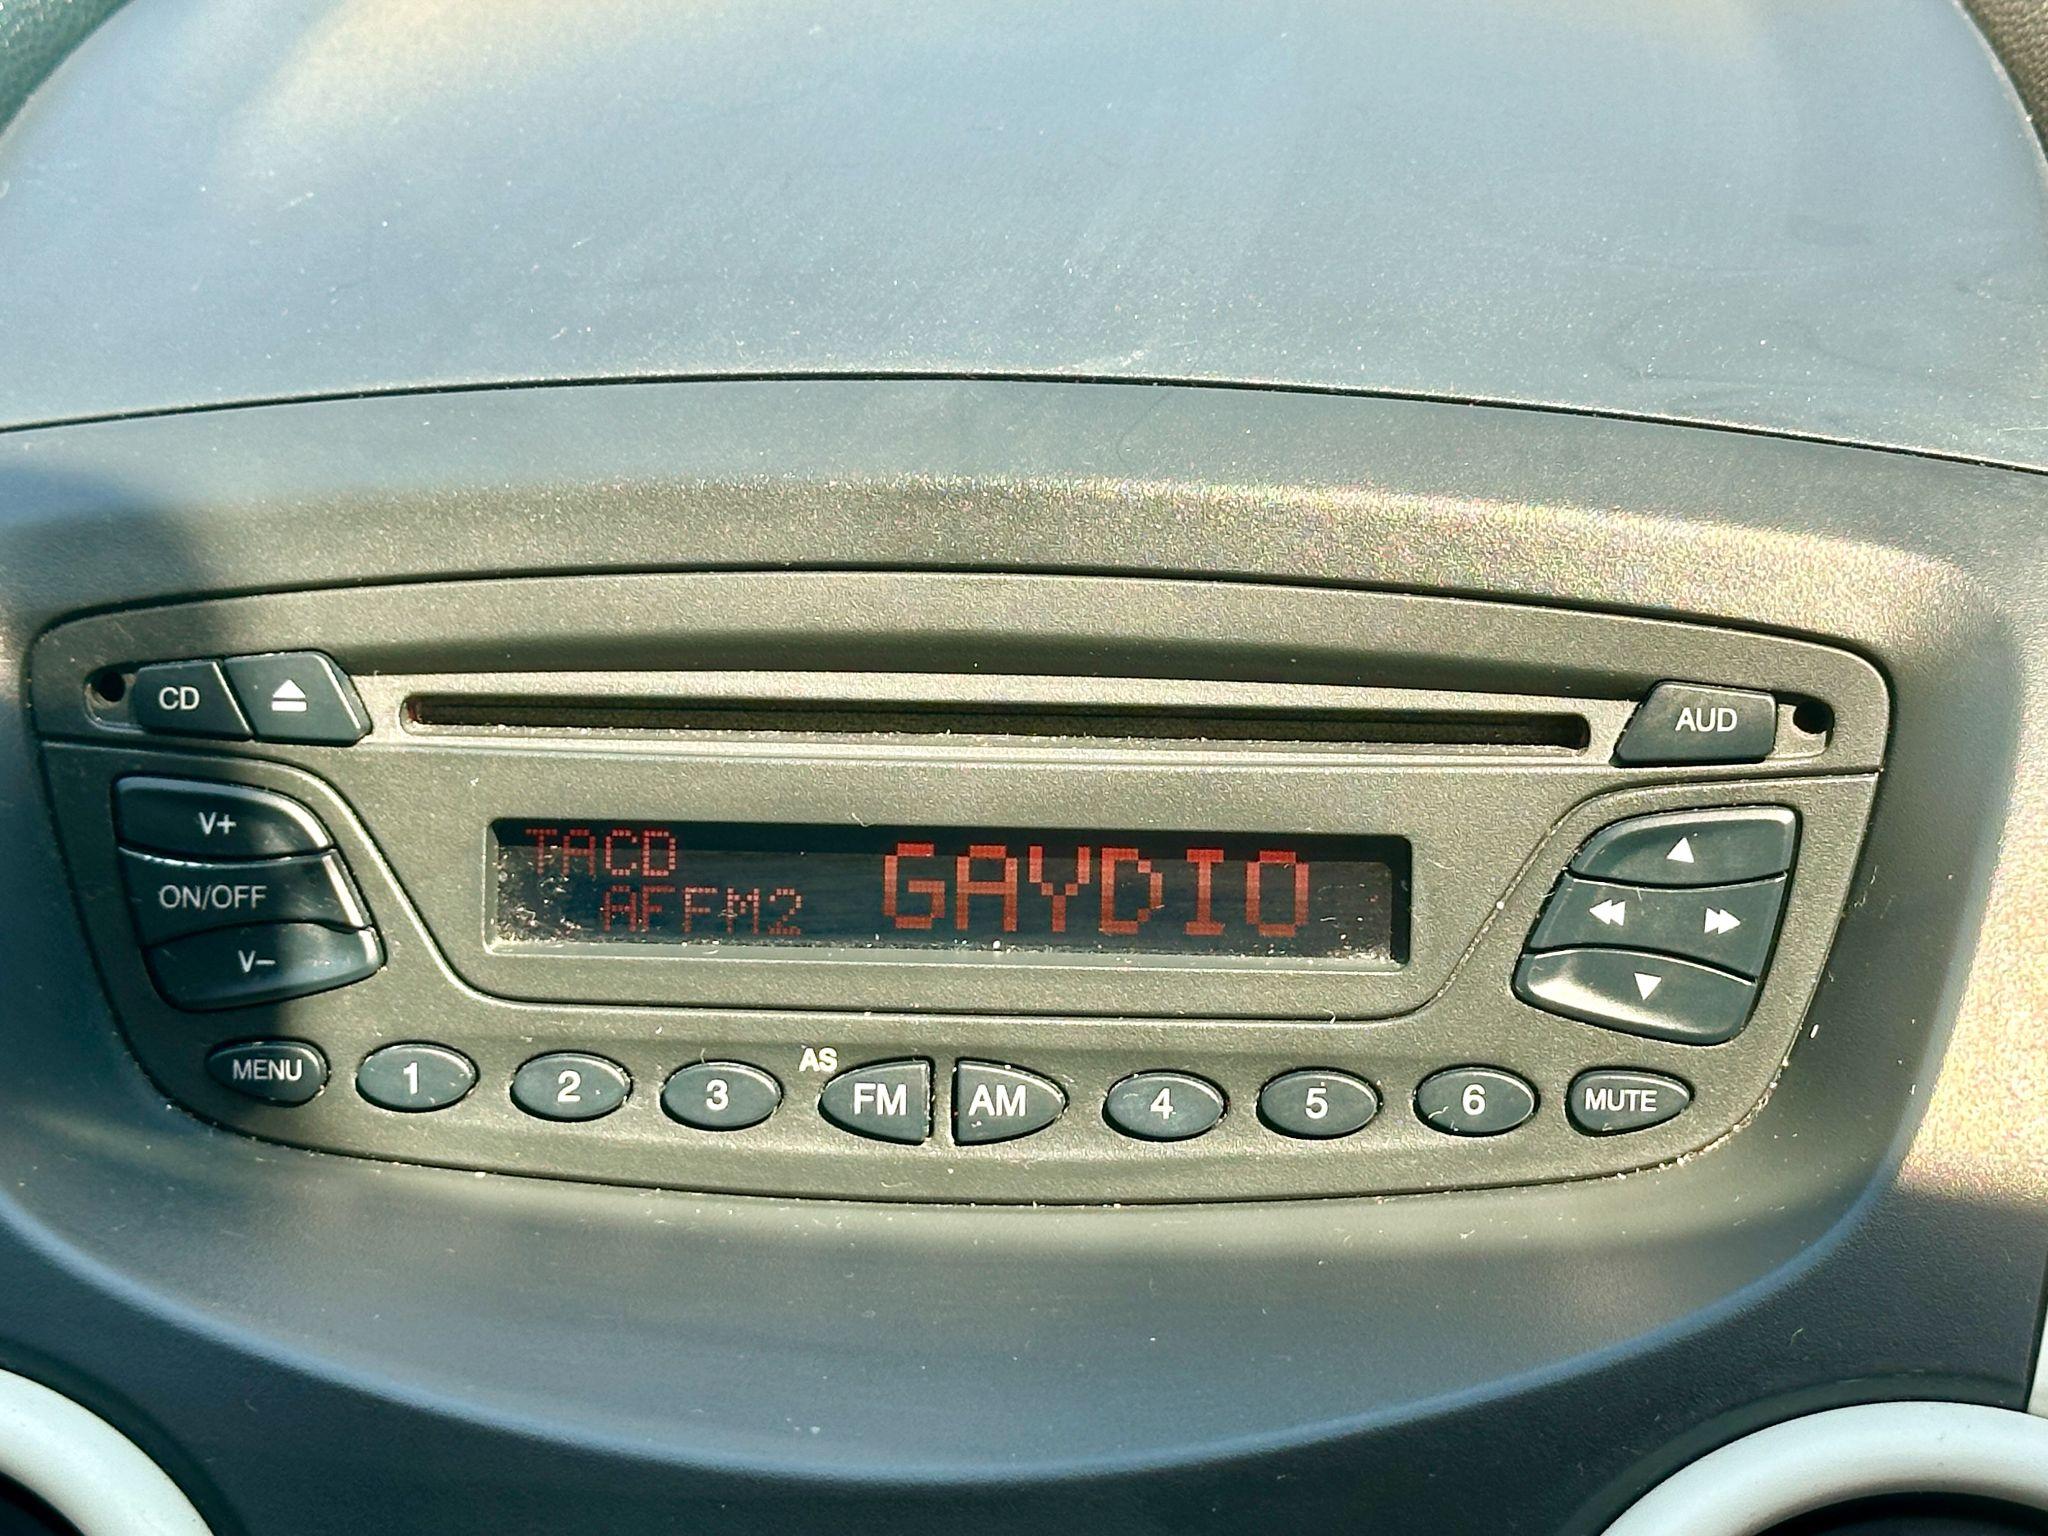 CD
AUD
V+
ON/OFF
V–
TACD
AFFM2
GAYDIO
MENU
1
2
3
AS
FM
AM
4
5
6
MUTE